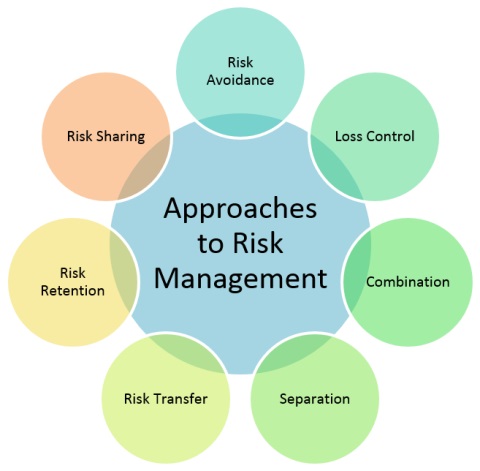 Risk
Avoidance
Risk Sharing
Loss Control
Approaches
to Risk
Management
Risk
Retention
Combination
Risk Transfer
Separation